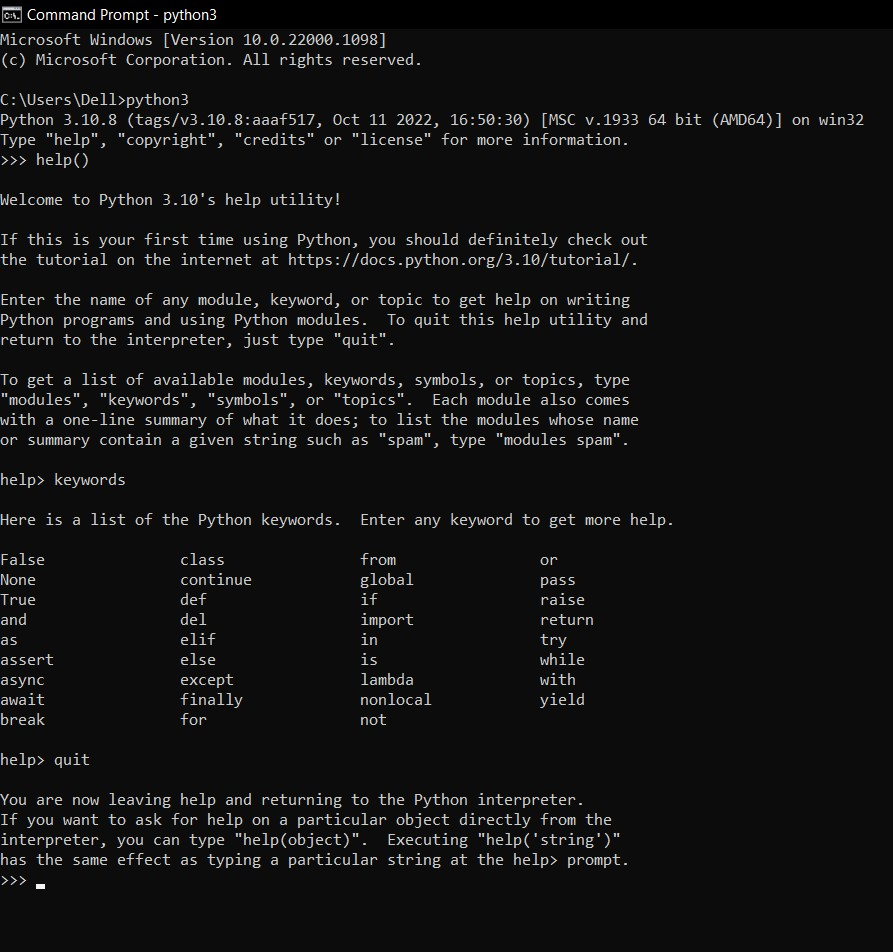 Command Prompt - python3
Microsoft Windows [Version 10.0.22000.1098]
(c) Microsoft Corporation. All rights reserved.
C:\Users\Dell>python3
Python 3.10.8 (tags/v3.10.8:aaaf517, Oct 11 2022, 16:50:30) [MSC v.1933 64 bit (AMD64)] on win32
Type "help", "copyright", "credits" or "license" for more information.
>>> help()
Welcome to Python 3.10's help utility!
If this is your first time using Python, you should definitely check out
the tutorial on the internet at https://docs.python.org/3.10/tutorial/.
Enter the name of any module, keyword, or topic to get help on writing
Python programs and using Python modules.  To quit this help utility and
return to the interpreter, just type "quit".
To get a list of available modules, keywords, symbols, or topics, type
"modules", "keywords", "symbols", or "topics".  Each module also comes
with a one-line summary of what it does; to list the modules whose name
or summary contain a given string such as "spam", type "modules spam".
help> keywords
Here is a list of the Python keywords.  Enter any keyword to get more help.
False               class               from                or
None                continue            global              pass
True                def                 if                  raise
and                 del                 import              return
as                  elif                in                  try
assert              else                is                  while
async               except              lambda              with
await               finally             nonlocal            yield
break               for                 not
help> quit
You are now leaving help and returning to the Python interpreter.
If you want to ask for help on a particular object directly from the
interpreter, you can type "help(object)".  Executing "help('string')"
has the same effect as typing a particular string at the help> prompt.
>>>